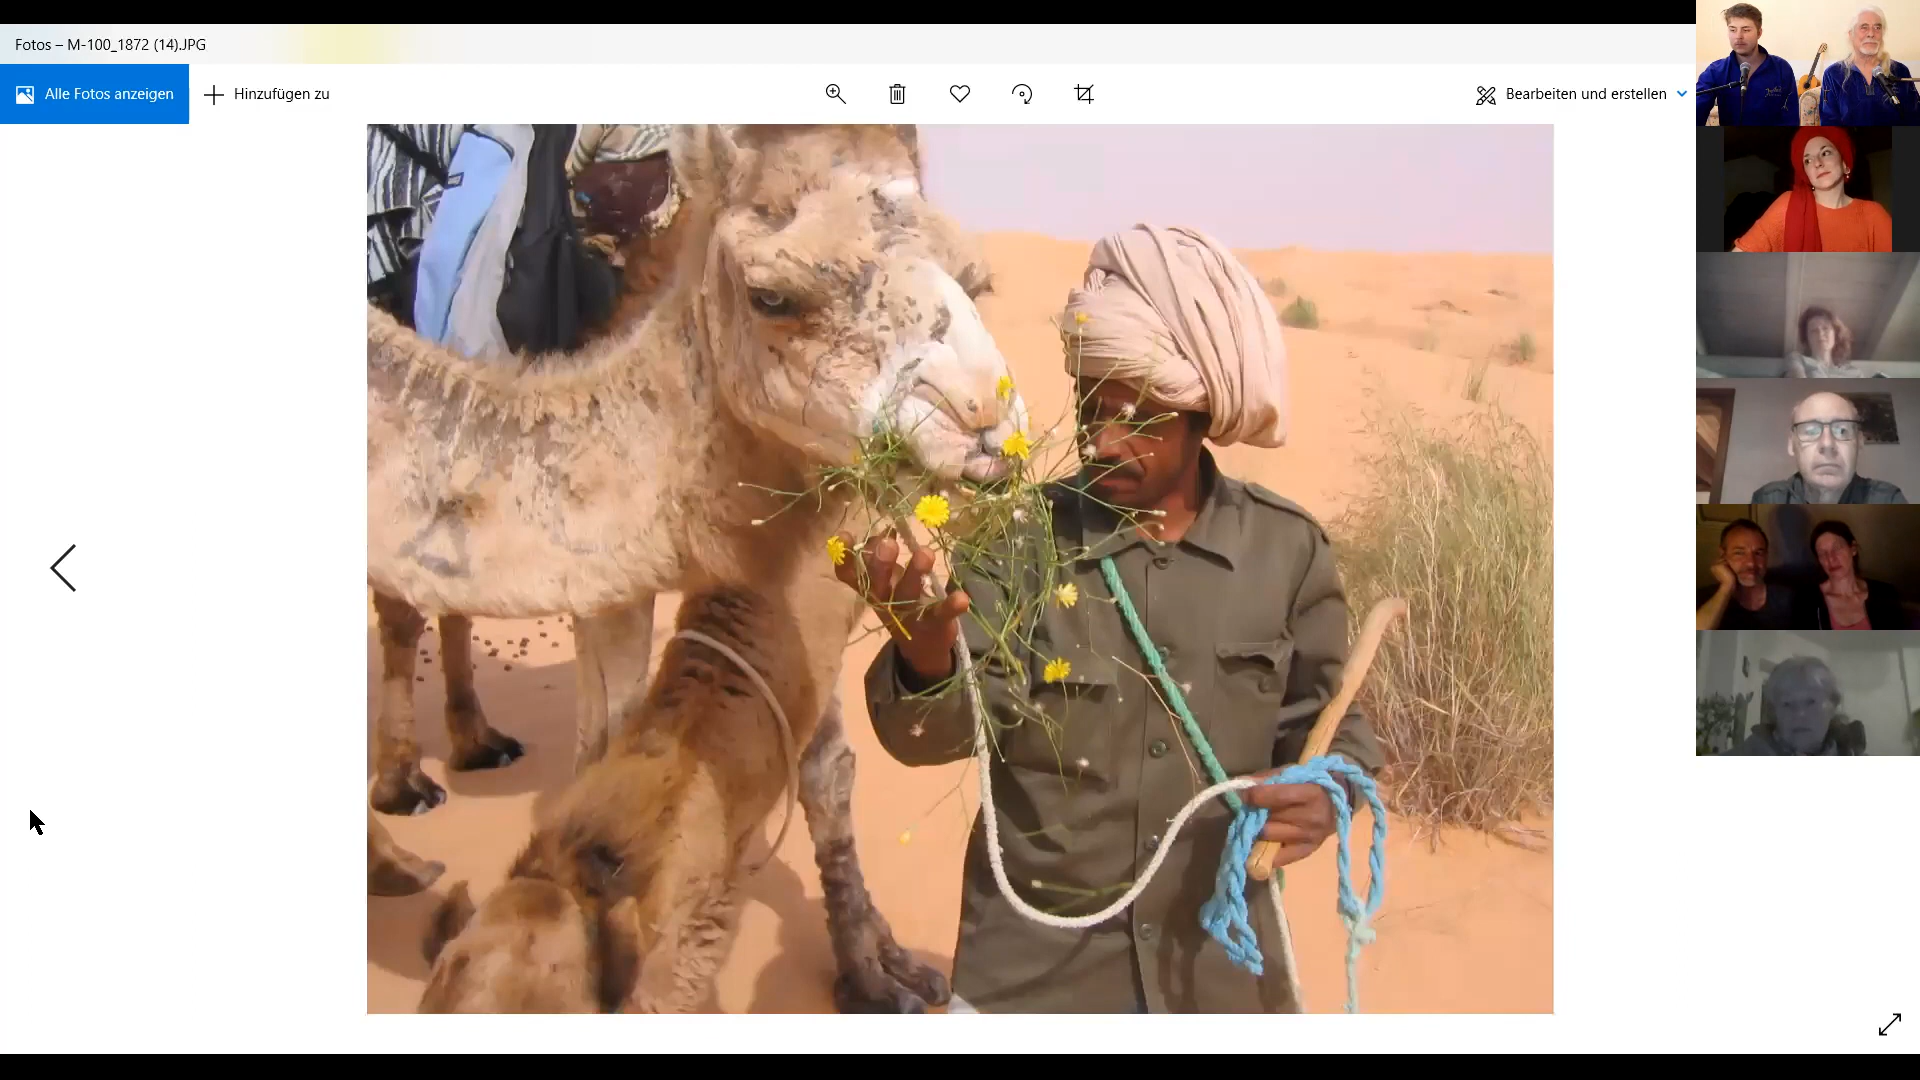 Fotos – M-100_1872 (14).JPG
Alle Fotos anzeigen
Hinzufügen zu
Bearbeiten und erstellen